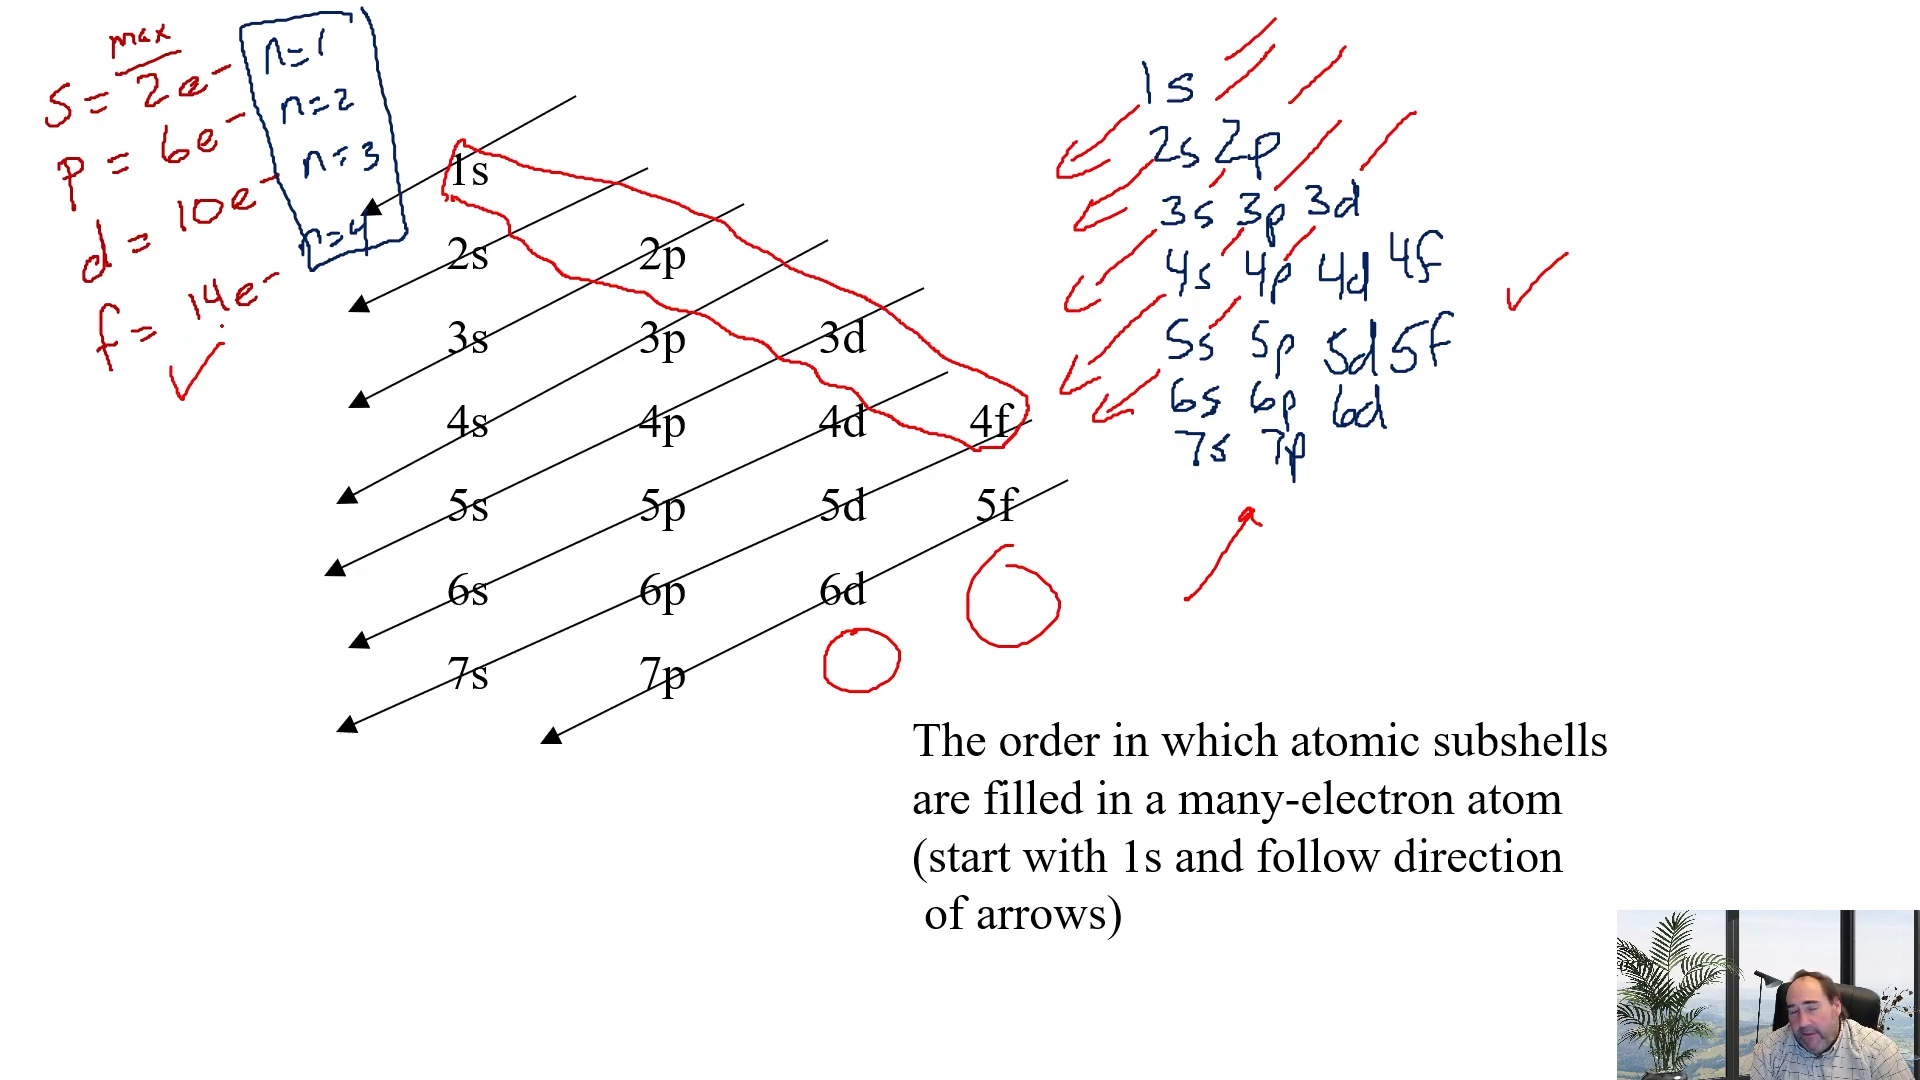 max
s = 2e-
p = 6e-
d = 10e-
f = 14e-
n=1
n=2
n=3
n=4
1s
2s 2p
3s 3p 3d
4s 4p 4d 4f
5s 5p 5d 5f
6s 6p 6d
7s 7p
1s
2s 2p
3s 3p 3d
4s 4p 4d 4f
5s 5p 5d 5f
6s 6p 6d
7s 7p
The order in which atomic subshells
are filled in a many-electron atom
(start with 1s and follow direction
of arrows)